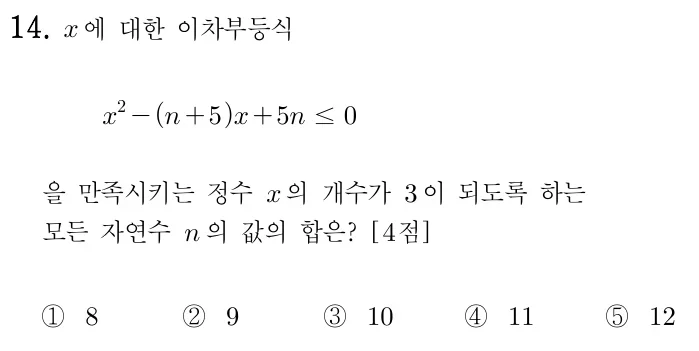 14. x에 대한 이차부등식
x² − (n+5)x + 5n ≤ 0
을 만족시키는 정수 x의 개수가 3이 되도록 하는
모든 자연수 n의 값의 합은? [4점]
① 8 ② 9 ③ 10 ④ 11 ⑤ 12